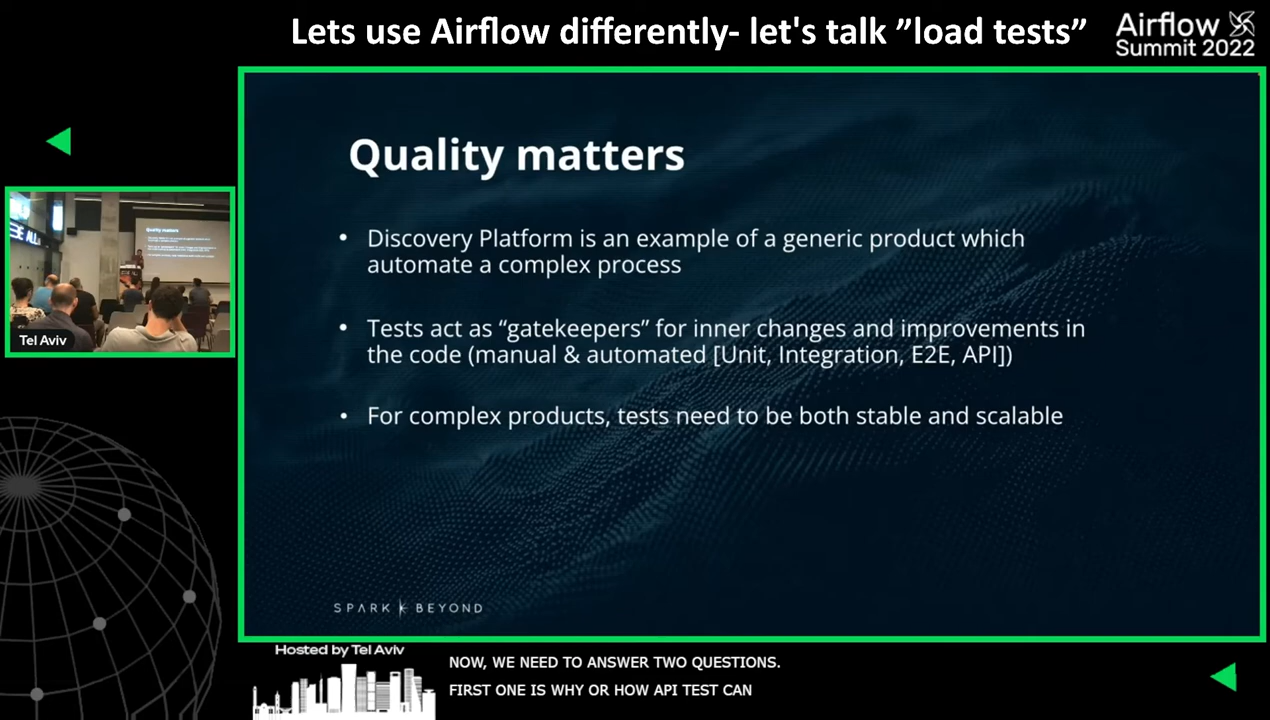 Lets use Airflow differently- let's talk ”load tests”
Airflow
Summit 2022
Quality matters
• Discovery Platform is an example of a generic product which
automate a complex process
• Tests act as “gatekeepers” for inner changes and improvements in
the code (manual & automated [Unit, Integration, E2E, API])
• For complex products, tests need to be both stable and scalable
Quality matters
Tel Aviv
SPARK BEYOND
Hosted by Tel Aviv
NOW, WE NEED TO ANSWER TWO QUESTIONS.
FIRST ONE IS WHY OR HOW API TEST CAN